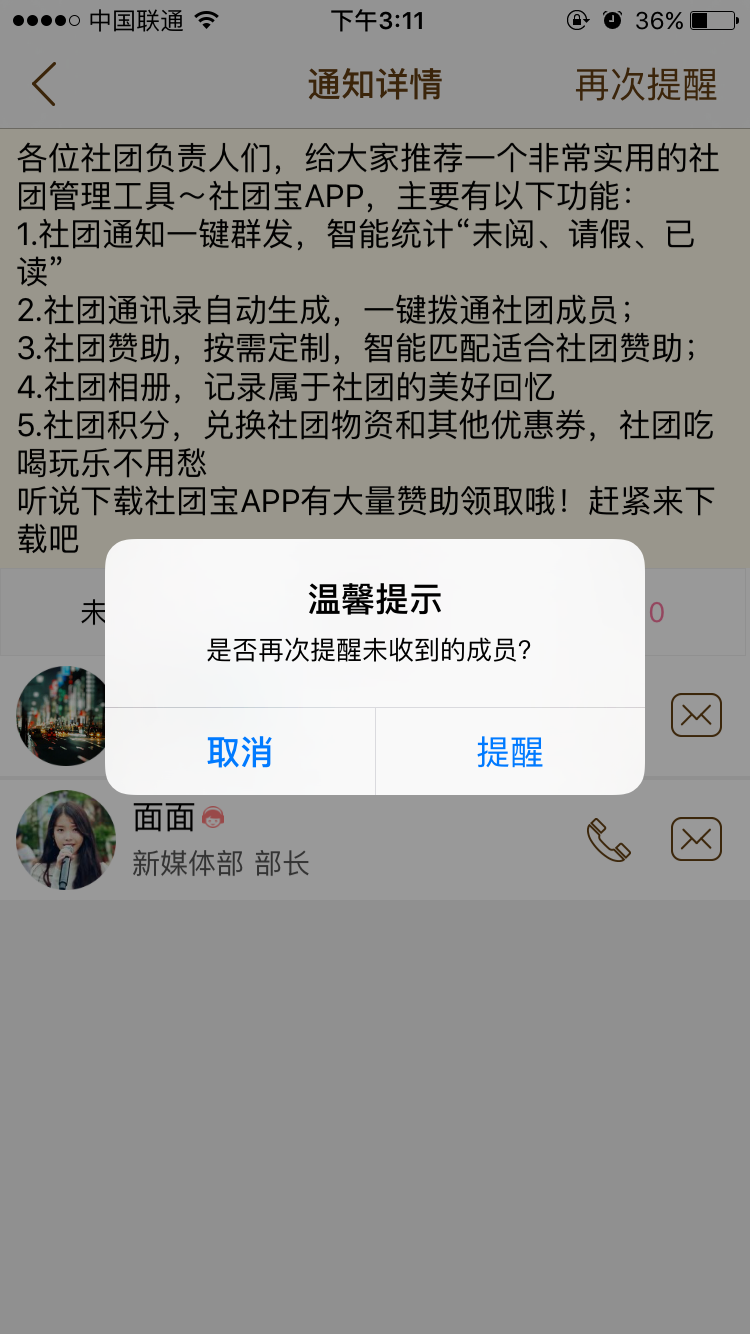 中国联通
下午3:11
36%
通知详情
再次提醒
各位社团负责人们，给大家推荐一个非常实用的社
团管理工具～社团宝APP，主要有以下功能：
1.社团通知一键群发，智能统计“未阅、请假、已
读”
2.社团通讯录自动生成，一键拨通社团成员；
3.社团赞助，按需定制，智能匹配适合社团赞助；
4.社团相册，记录属于社团的美好回忆
5.社团积分，兑换社团物资和其他优惠券，社团吃
喝玩乐不用愁
听说下载社团宝APP有大量赞助领取哦！赶紧来下
载吧
未
0
温馨提示
是否再次提醒未收到的成员?
取消
提醒
面面
新媒体部 部长